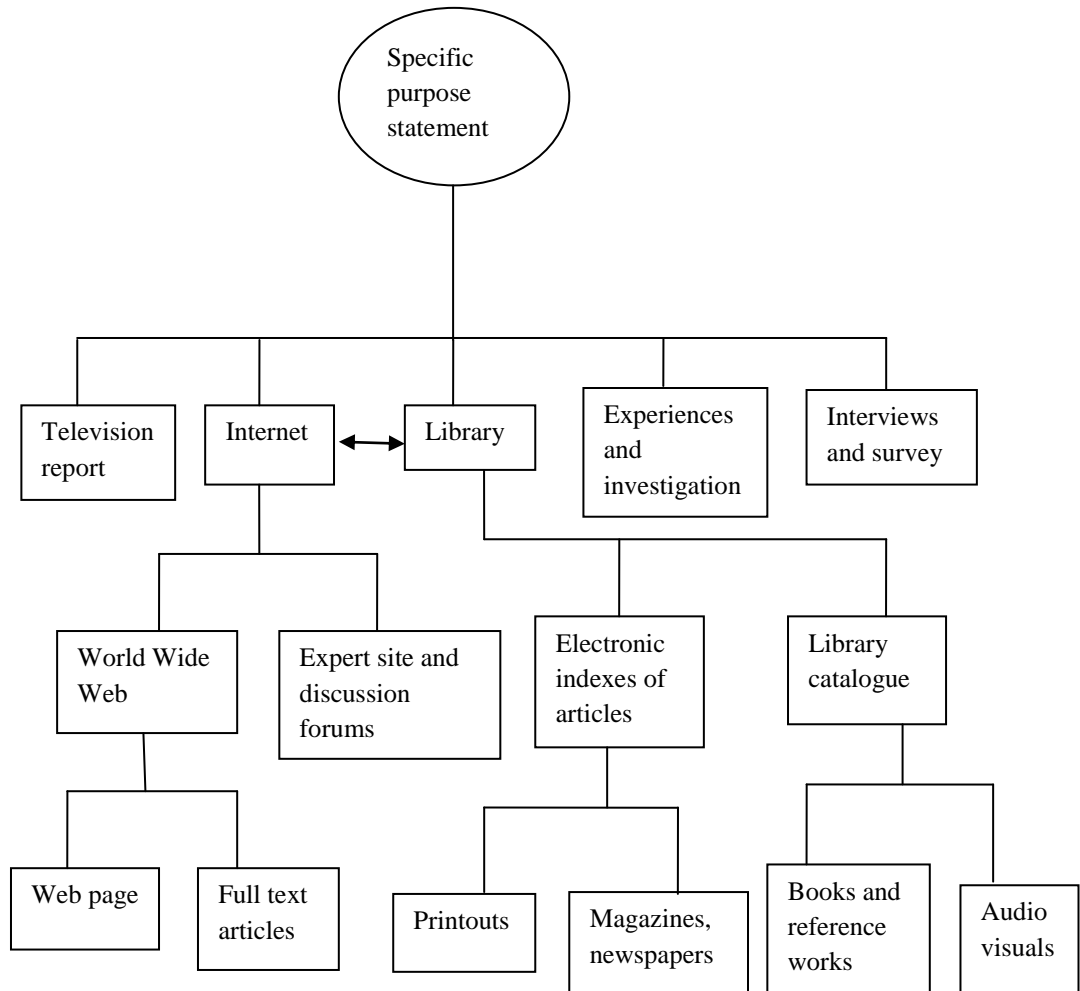 Specific
purpose
statement
Television
report
Internet
Library
Experiences
and
investigation
Interviews
and survey
World Wide
Web
Expert site and
discussion
forums
Electronic
indexes of
articles
Library
catalogue
Web page
Full text
articles
Printouts
Magazines,
newspapers
Books and
reference
works
Audio
visuals